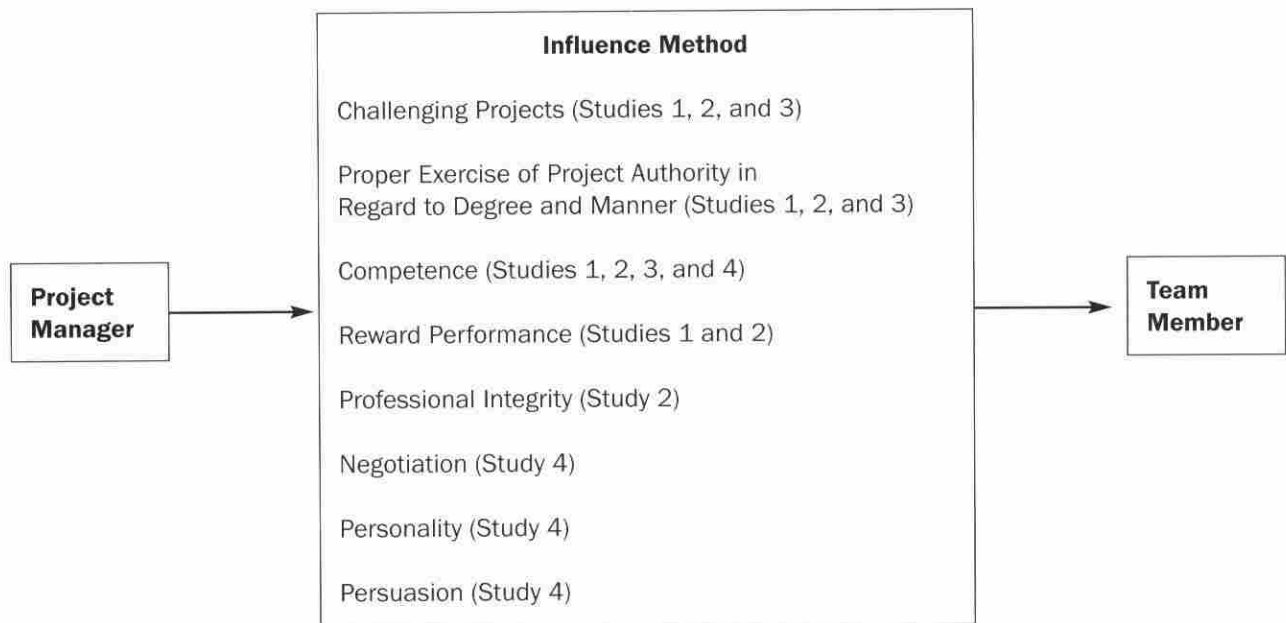 Influence Method
Challenging Projects (Studies 1, 2, and 3)
Proper Exercise of Project Authority in
Regard to Degree and Manner (Studies 1, 2, and 3)
Competence (Studies 1, 2, 3, and 4)
Project
Manager
Team
Member
Reward Performance (Studies 1 and 2)
Professional Integrity (Study 2)
Negotiation (Study 4)
Personality (Study 4)
Persuasion (Study 4)